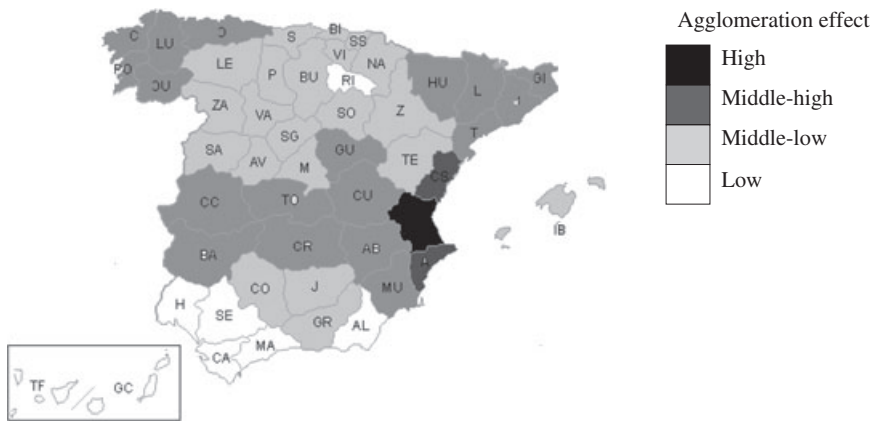 Agglomeration effect
High
Middle-high
Middle-low
Low
C
LU
O
S
BI
SS
VI
NA
PO
OU
LE
P
BU
RI
HU
L
GI
ZA
VA
SO
Z
T
SG
SA
AV
M
GU
TE
CS
CC
TO
CU
IB
BA
CR
AB
A
MU
CO
J
H
SE
GR
AL
CA
MA
TF
GC